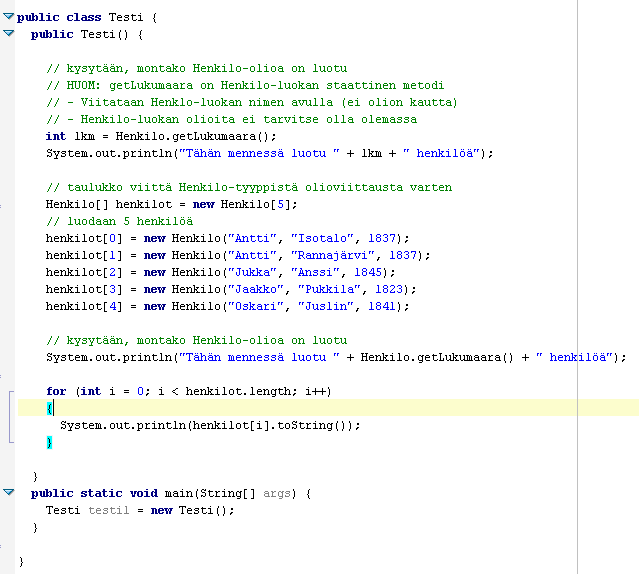 public class Testi {
public Testi() {
// kysytään, montako Henkilo-olioa on luotu
// HUOM: getLukumaara on Henkilo-luokan staattinen metodi
// - Viitataan Henklo-luokan nimen avulla (ei olion kautta)
// - Henkilo-luokan olioita ei tarvitse olla olemassa
int lkm = Henkilo.getLukumaara();
System.out.println("Tähän mennessä luotu " + lkm + " henkilöä");
// taulukko viittä Henkilo-tyyppistä olioviittausta varten
Henkilo[] henkilot = new Henkilo[5];
// luodaan 5 henkilöä
henkilot[0] = new Henkilo("Antti", "Isotalo", 1837);
henkilot[1] = new Henkilo("Antti", "Rannajärvi", 1837);
henkilot[2] = new Henkilo("Jukka", "Anssi", 1845);
henkilot[3] = new Henkilo("Jaakko", "Pukkila", 1823);
henkilot[4] = new Henkilo("Oskari", "Juslin", 1841);
// kysytään, montako Henkilo-olioa on luotu
System.out.println("Tähän mennessä luotu " + Henkilo.getLukumaara() + " henkilöä");
for (int i = 0; i < henkilot.length; i++)
{
System.out.println(henkilot[i].toString());
}
}
public static void main(String[] args) {
Testi testi1 = new Testi();
}
}